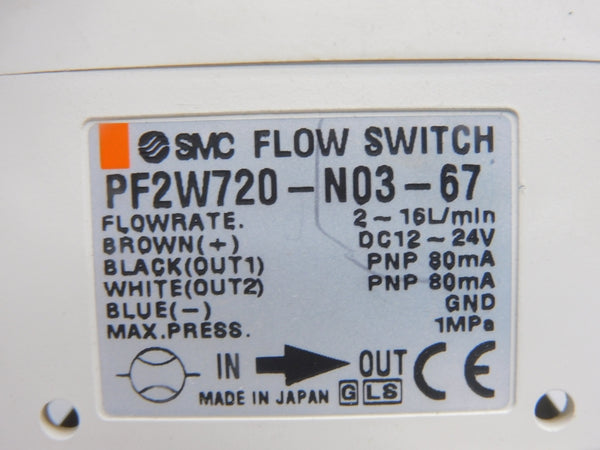 SMC FLOW SWITCH
PF2W720-N03-67
FLOWRATE. 2~16L/min
BROWN(+) DC12~24V
BLACK(OUT1) PNP 80mA
WHITE(OUT2) PNP 80mA
BLUE(-) GND
MAX.PRESS. 1MPa
IN OUT CE
MADE IN JAPAN G LS